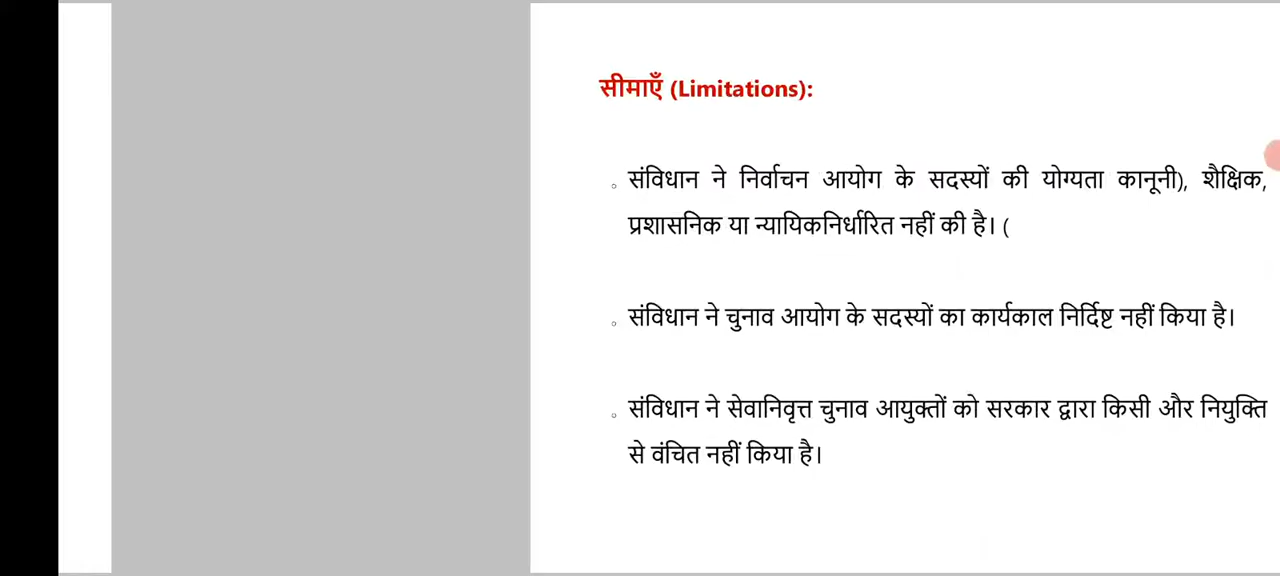 सीमाएँ (Limitations):
◦ संविधान ने निर्वाचन आयोग के सदस्यों की योग्यता कानूनी), शैक्षिक,
प्रशासनिक या न्यायिकनिर्धारित नहीं की है। (
◦ संविधान ने चुनाव आयोग के सदस्यों का कार्यकाल निर्दिष्ट नहीं किया है।
◦ संविधान ने सेवानिवृत्त चुनाव आयुक्तों को सरकार द्वारा किसी और नियुक्ति
से वंचित नहीं किया है।